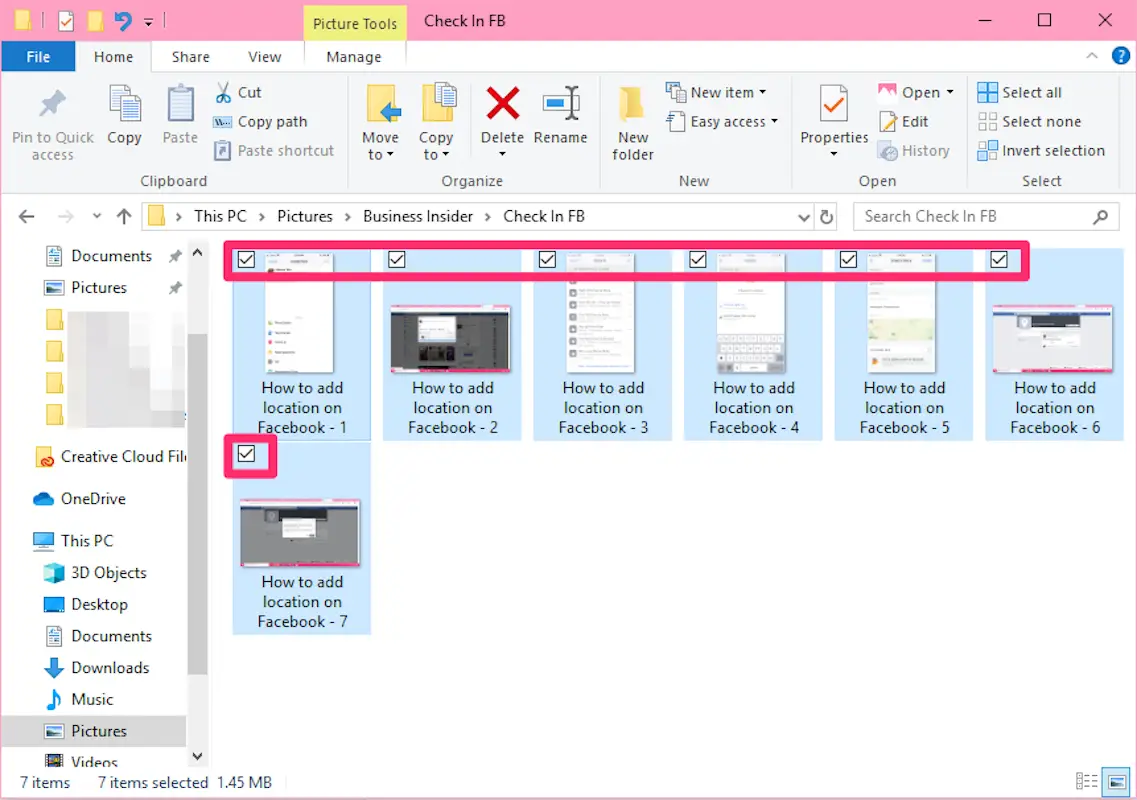 Picture Tools
Check In FB
File
Home
Share
View
Manage
Pin to Quick
access
Copy
Paste
Cut
Copy path
Paste shortcut
Clipboard
Move
to
Copy
to
Delete
Rename
Organize
New
folder
New item
Easy access
New
Properties
Open
Edit
History
Open
Select all
Select none
Invert selection
Select
This PC > Pictures > Business Insider > Check In FB
Search Check In FB
Documents
Pictures
Creative Cloud File
OneDrive
This PC
3D Objects
Desktop
Documents
Downloads
Music
Pictures
Videos
How to add
location on
Facebook - 1
How to add
location on
Facebook - 2
How to add
location on
Facebook - 3
How to add
location on
Facebook - 4
How to add
location on
Facebook - 5
How to add
location on
Facebook - 6
How to add
location on
Facebook - 7
7 items
7 items selected 1.45 MB